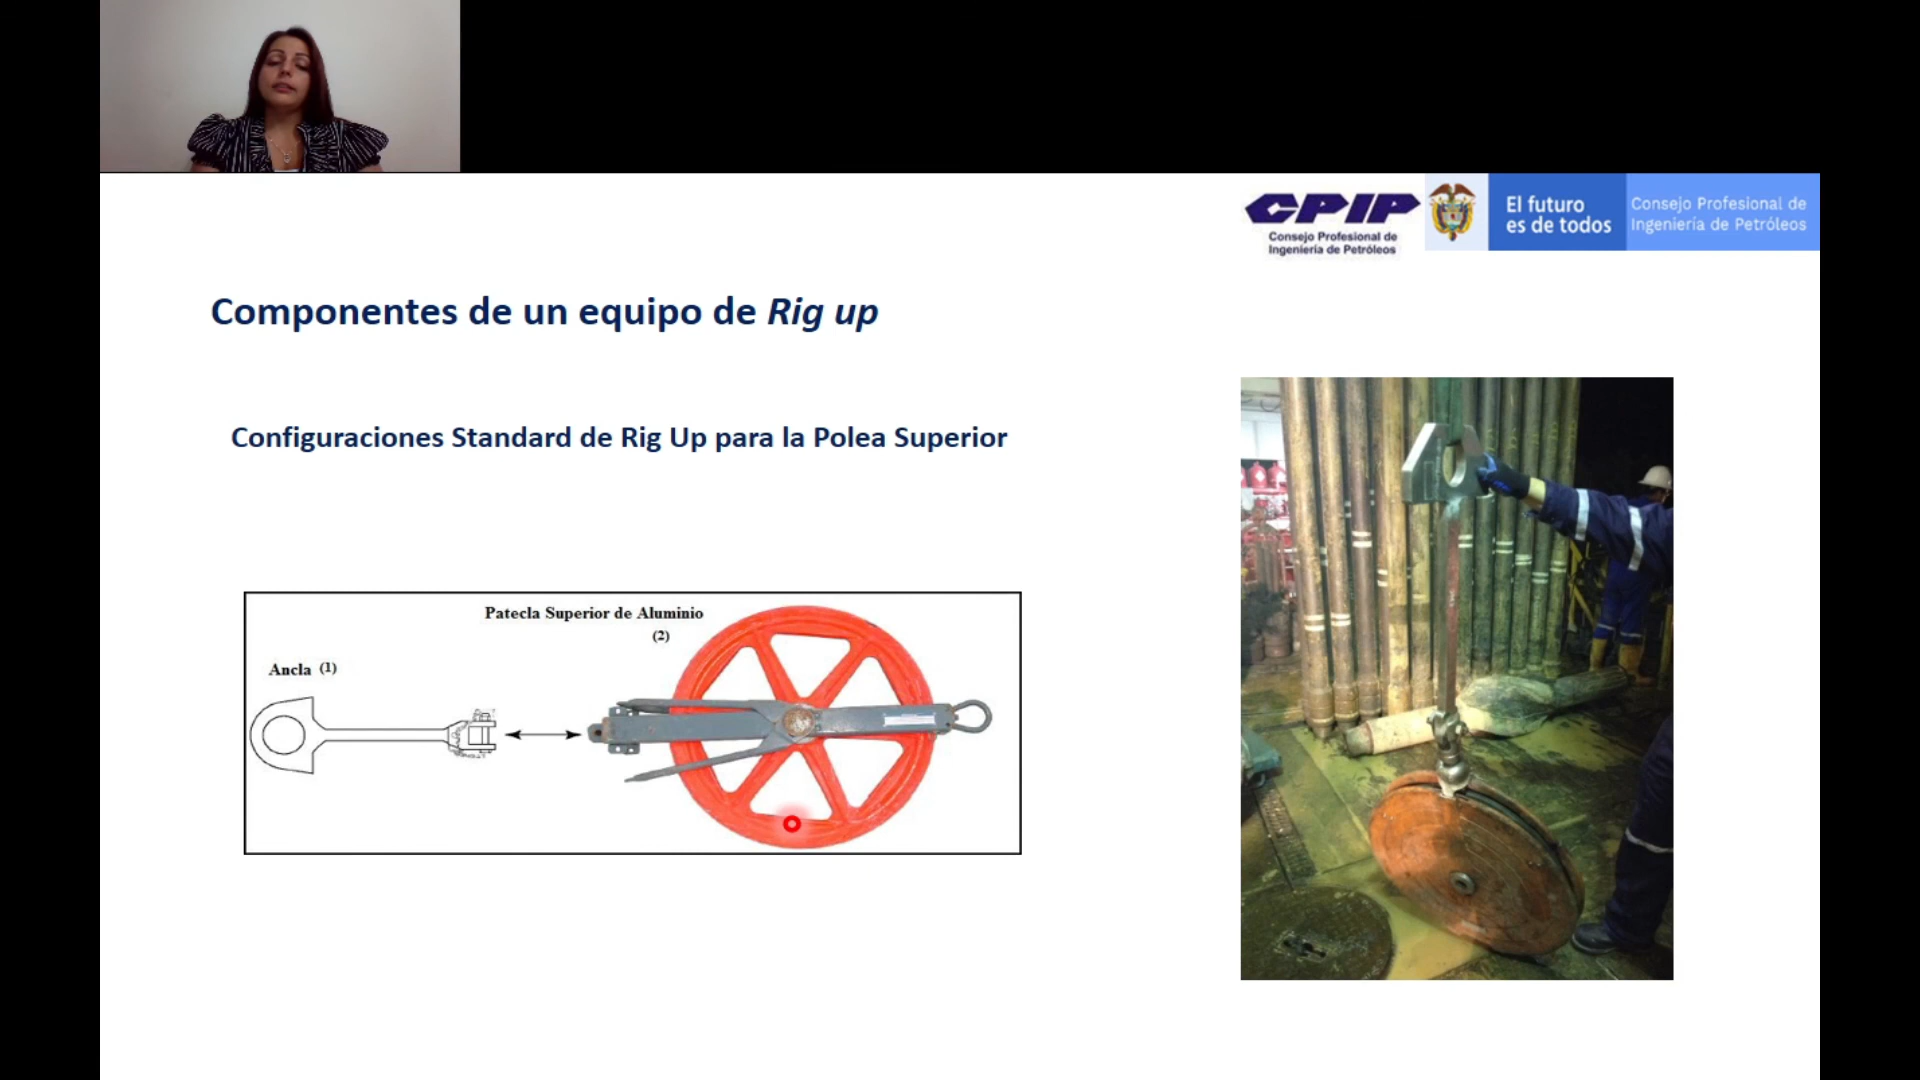 CPIP
Consejo Profesional de
Ingeniería de Petróleos
El futuro
es de todos
Consejo Profesional de
Ingeniería de Petróleos
Componentes de un equipo de Rig up
Configuraciones Standard de Rig Up para la Polea Superior
Patecla Superior de Aluminio
(2)
Ancla (1)